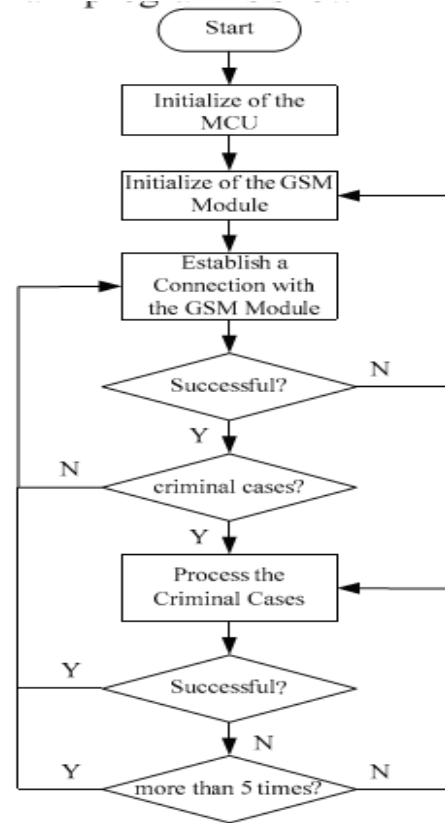 Start
Initialize of the
MCU
Initialize of the GSM
Module
Establish a
Connection with
the GSM Module
Successful?
N
Y
N
criminal cases?
Y
Process the
Criminal Cases
Y
Successful?
N
Y
more than 5 times?
N